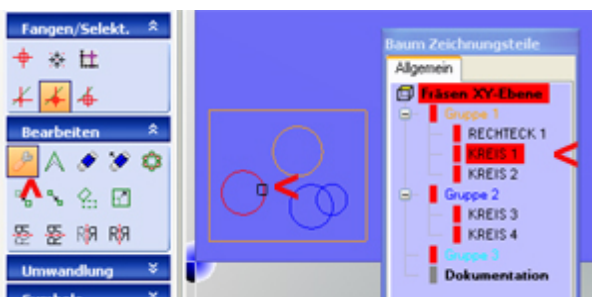 Fangen/Selekt.
Bearbeiten
Umwandlung
Baum Zeichnungsteile
Allgemein
Fräsen XY-Ebene
Gruppe 1
RECHTECK 1
KREIS 1
KREIS 2
Gruppe 2
KREIS 3
KREIS 4
Gruppe 3
Dokumentation